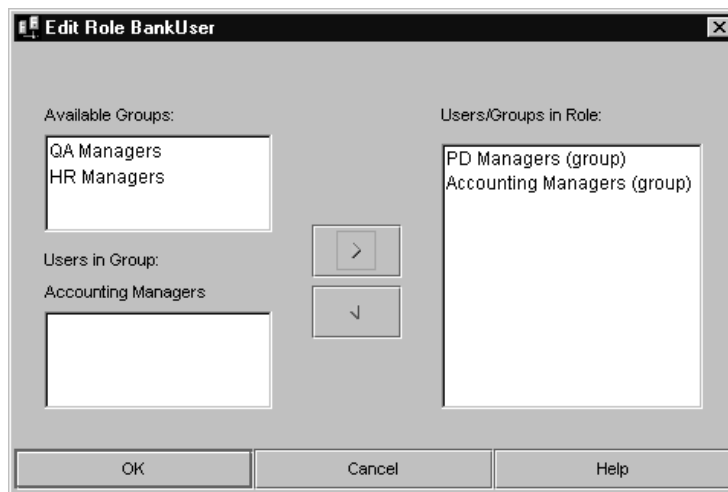 Edit Role BankUser
Available Groups:
QA Managers
HR Managers
Users in Group:
Accounting Managers
Users/Groups in Role:
PD Managers (group)
Accounting Managers (group)
>
OK
Cancel
Help